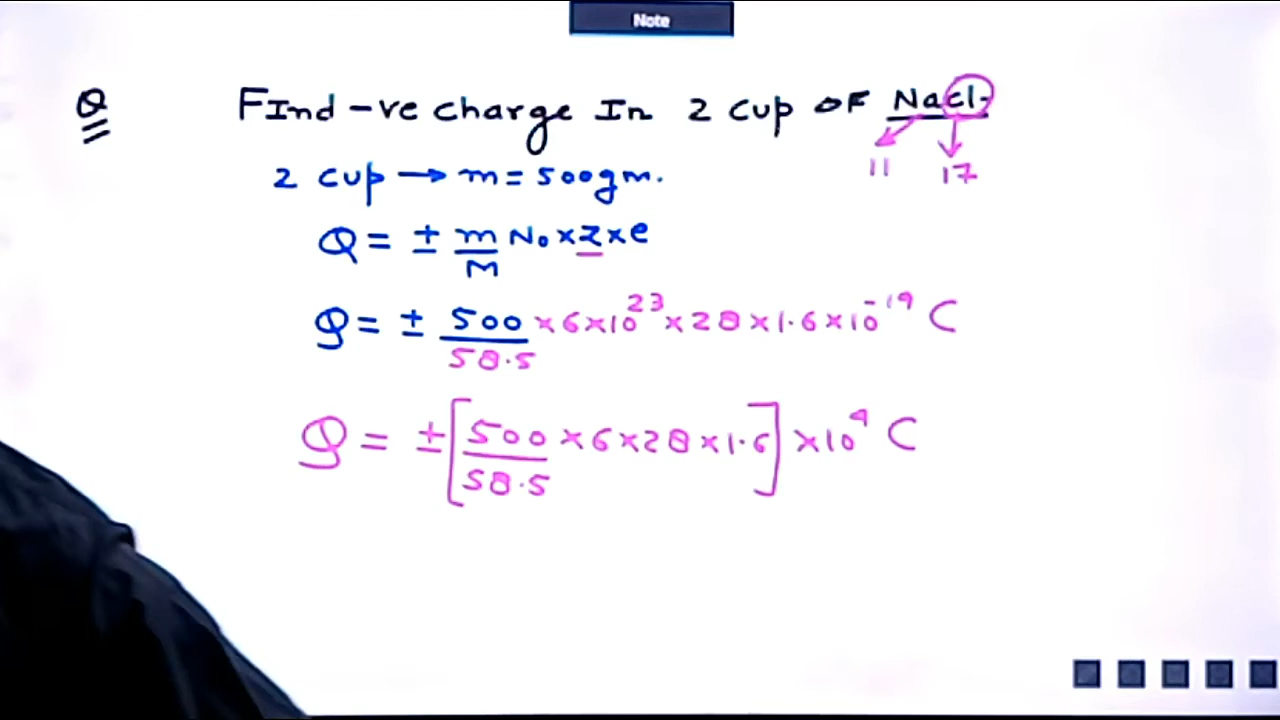 Note
Q Find -ve charge In 2 cup OF Nacl.
11 17
2 cup → m = 500gm.
Q = ± m/M N₀ × z × e
Q = ± 500/58.5 × 6 × 10²³ × 28 × 1.6 × 10⁻¹⁹ C
Q = ± [500/58.5 × 6 × 28 × 1.6] × 10⁴ C